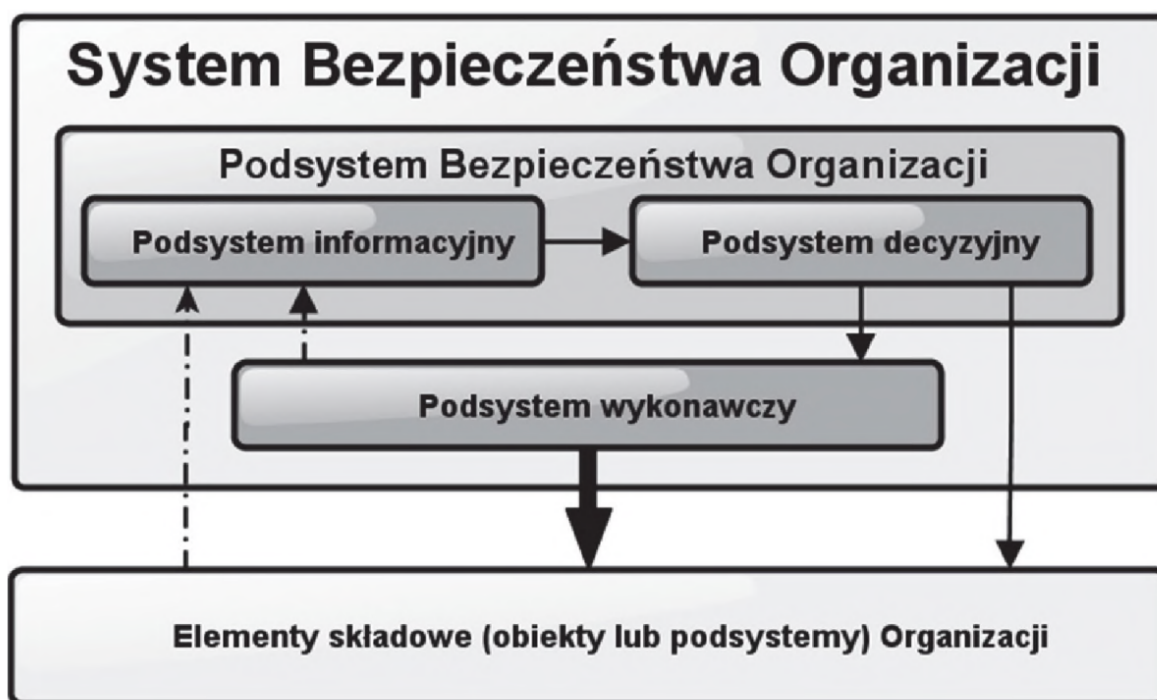 System Bezpieczeństwa Organizacji
Podsystem Bezpieczeństwa Organizacji
Podsystem informacyjny
Podsystem decyzyjny
Podsystem wykonawczy
Elementy składowe (obiekty lub podsystemy) Organizacji